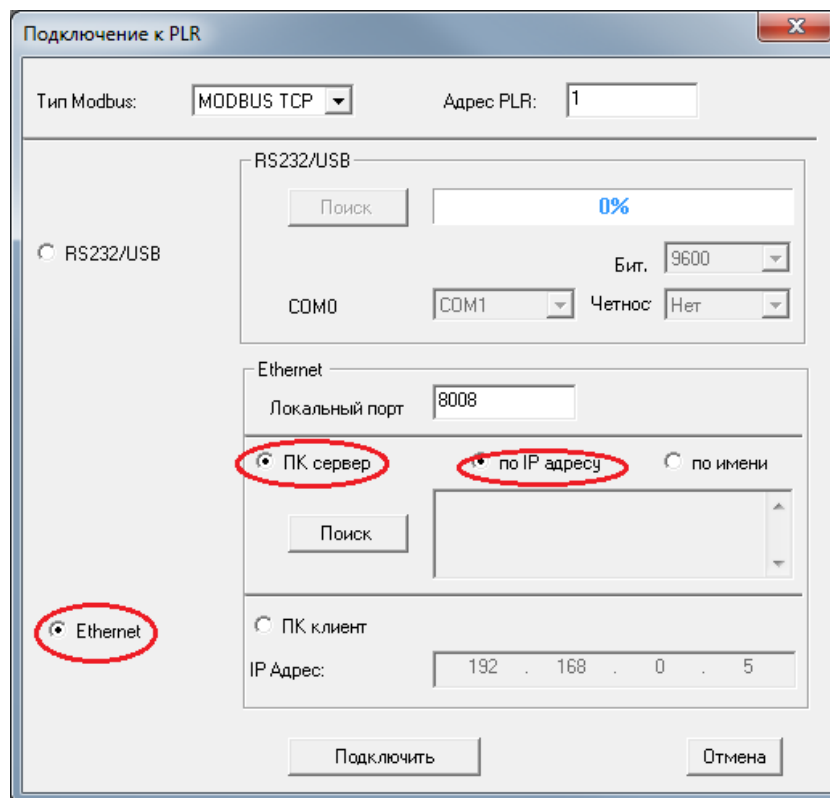 Подключение к PLR
Тип Modbus: MODBUS TCP Адрес PLR: 1
RS232/USB
Поиск 0%
RS232/USB
Бит. 9600
COM0 COM1 Четнос Нет
Ethernet
Локальный порт 8008
ПК сервер по IP адресу по имени
Поиск
Ethernet
ПК клиент
IP Адрес: 192 . 168 . 0 . 5
Подключить Отмена